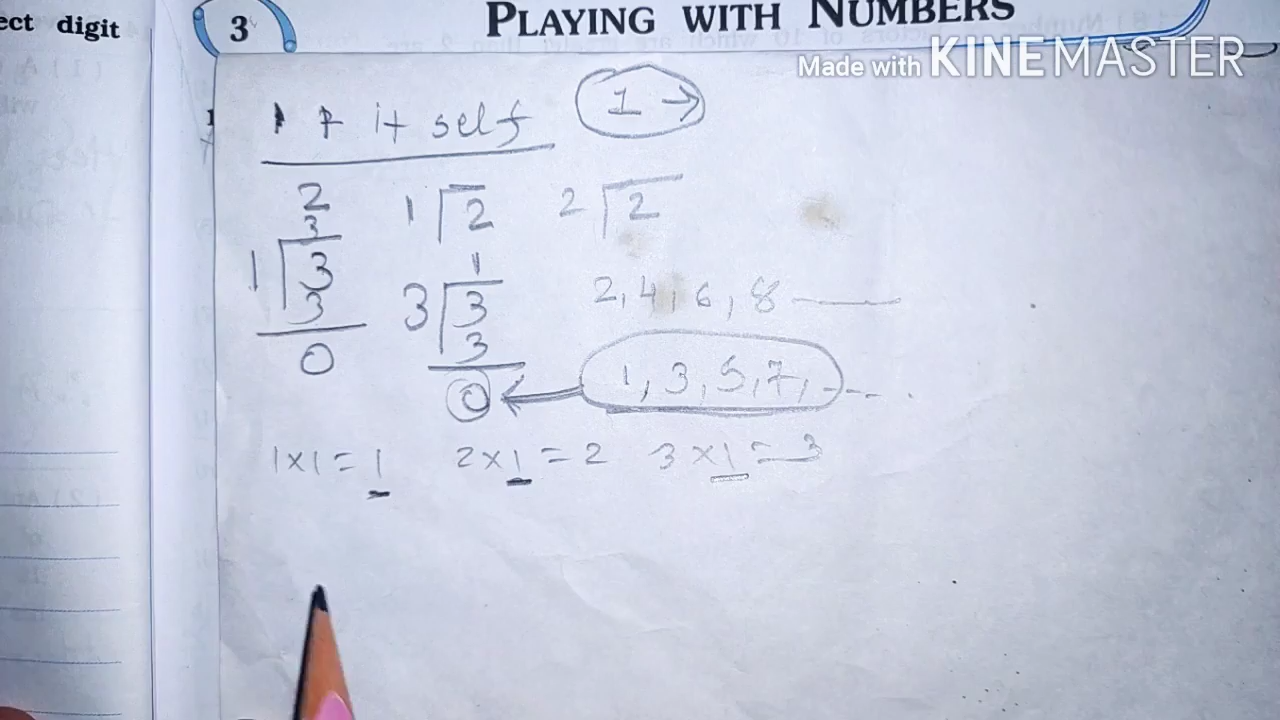 ect digit
3
PLAYING WITH NUMBERS
Made with KINEMASTER
it self 1 →
2 1 2 2 2
3
1 3 1
3 3 3
3 2, 4, 6, 8
0 3
0 1, 3, 5, 7, - - - .
1 x 1 = 1 2 x 1 = 2 3 x 1 = 3